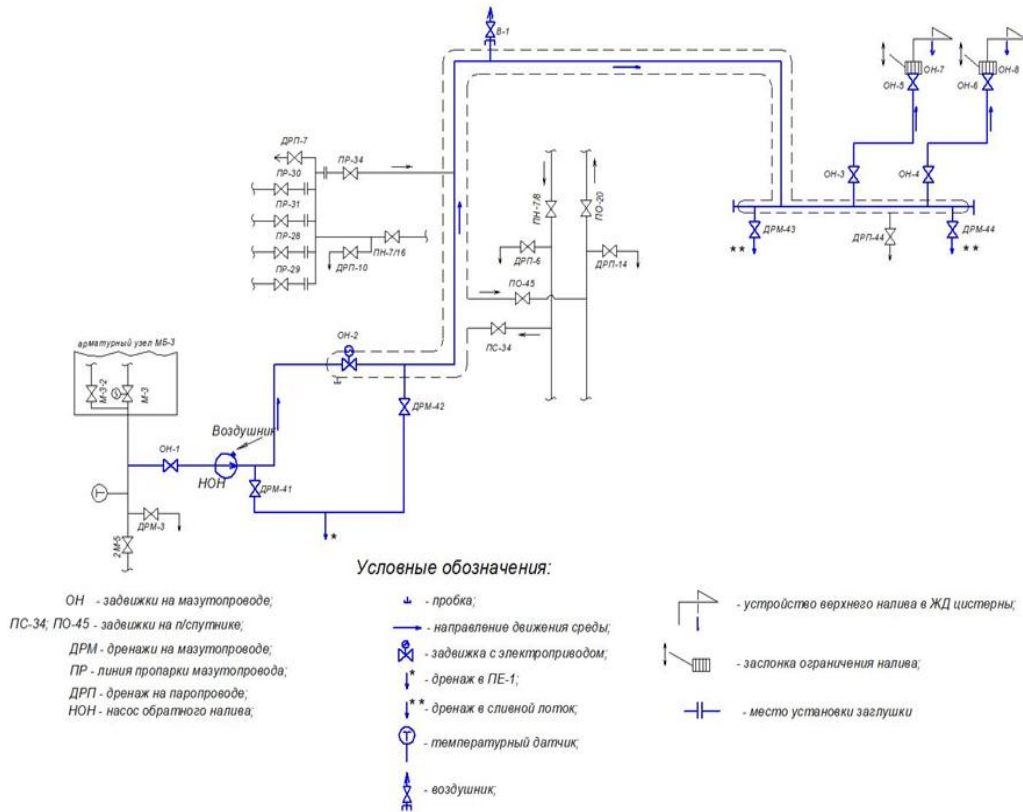 В-1
ОН-7
ОН-8
ОН-5
ОН-6
ДРП-7
ПР-34
ПР-30
ПР-31
ПР-28
ПР-29
ПН-7/16
ДРП-10
ПН-7/8
ПО-20
ДРП-6
ДРП-14
ОН-3
ОН-4
ДРМ-43
ДРП-44
ДРМ-44
**
**
ПО-45
ПС-34
ОН-2
арматурный узел МБ-3
М-3-2
М-3
ДРМ-42
Воздушник
ОН-1
НОН
ДРМ-41
Т
ДРМ-3
2М-5
*
Условные обозначения:
ОН - задвижки на мазутопроводе;
ПС-34; ПО-45 - задвижки на п/спутнике;
ДРМ - дренажи на мазутопроводе;
ПР - линия пропарки мазутопровода;
ДРП - дренаж на паропроводе;
НОН - насос обратного налива;
- пробка;
- направление движения среды;
- задвижка с электроприводом;
* - дренаж в ПЕ-1;
** - дренаж в сливной лоток;
Т - температурный датчик;
- воздушник;
- устройство верхнего налива в ЖД цистерны;
- заслонка ограничения налива;
- место установки заглушки